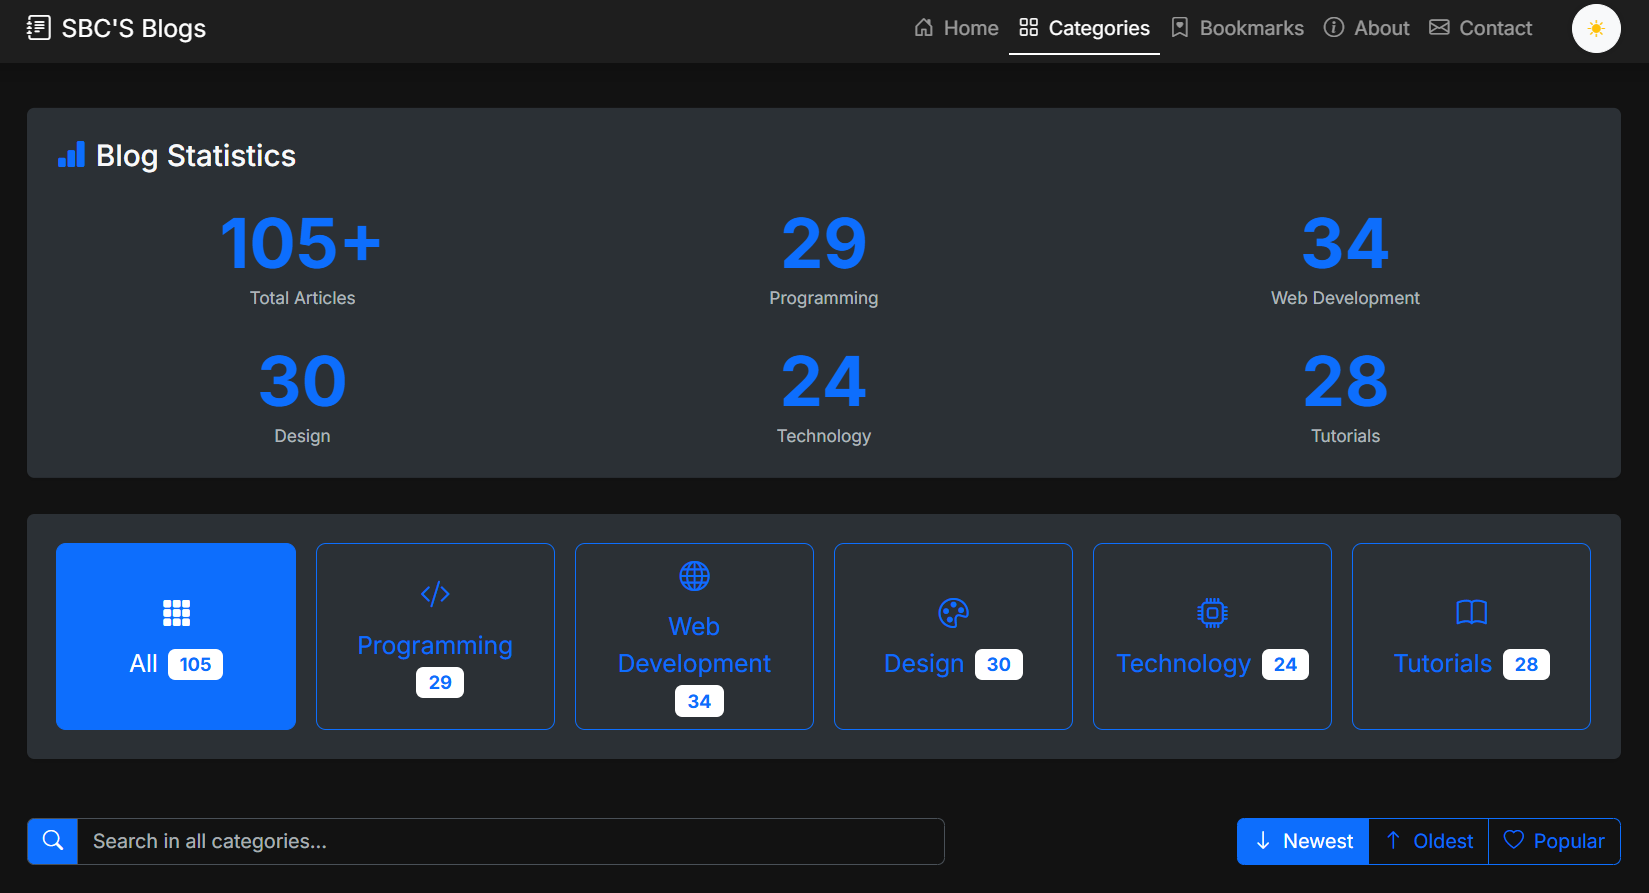 SBC'S Blogs
Home Categories Bookmarks About Contact
Blog Statistics
105+ 29 34
Total Articles Programming Web Development
30 24 28
Design Technology Tutorials
All 105
Programming
29
Web
Development
34
Design 30
Technology 24
Tutorials 28
Search in all categories...
Newest Oldest Popular